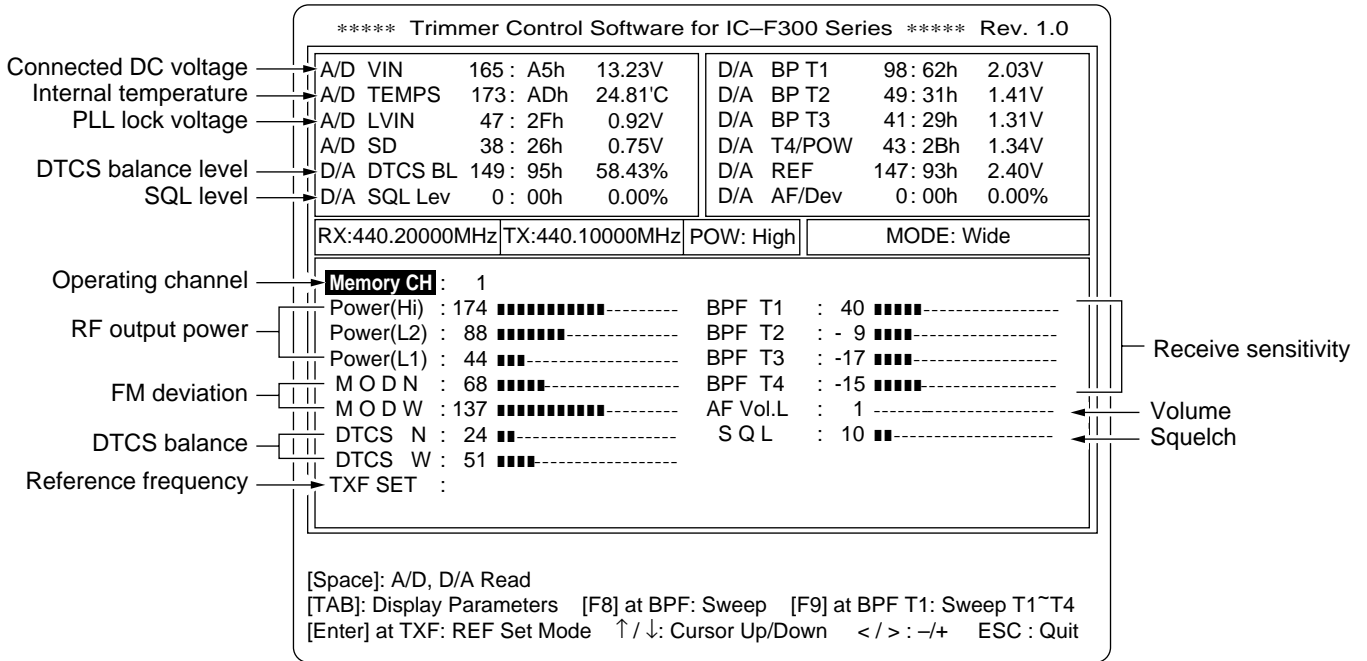 ***** Trimmer Control Software for IC–F300 Series ***** Rev. 1.0
Connected DC voltage
Internal temperature
PLL lock voltage
DTCS balance level
SQL level
A/D VIN 165 : A5h 13.23V
A/D TEMPS 173 : ADh 24.81'C
A/D LVIN 47 : 2Fh 0.92V
A/D SD 38 : 26h 0.75V
D/A DTCS BL 149 : 95h 58.43%
D/A SQL Lev 0 : 00h 0.00%
D/A BP T1 98 : 62h 2.03V
D/A BP T2 49 : 31h 1.41V
D/A BP T3 41 : 29h 1.31V
D/A T4/POW 43 : 2Bh 1.34V
D/A REF 147 : 93h 2.40V
D/A AF/Dev 0 : 00h 0.00%
RX:440.20000MHz TX:440.10000MHz POW: High MODE: Wide
Operating channel
RF output power
FM deviation
DTCS balance
Reference frequency
Memory CH : 1
Power(Hi) : 174
Power(L2) : 88
Power(L1) : 44
M O D N : 68
M O D W : 137
DTCS N : 24
DTCS W : 51
TXF SET :
BPF T1 : 40
BPF T2 : - 9
BPF T3 : -17
BPF T4 : -15
AF Vol.L : 1
S Q L : 10
Receive sensitivity
Volume
Squelch
[Space]: A/D, D/A Read
[TAB]: Display Parameters [F8] at BPF: Sweep [F9] at BPF T1: Sweep T1~T4
[Enter] at TXF: REF Set Mode ↑ / ↓: Cursor Up/Down < / > : –/+ ESC : Quit